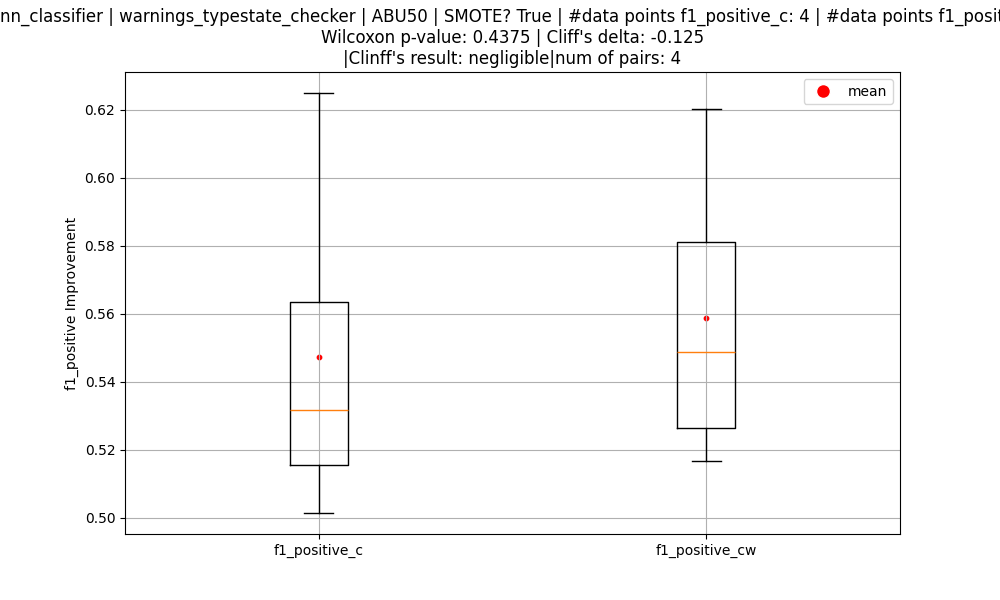 nn_classifier | warnings_typestate_checker | ABU50 | SMOTE? True | #data points f1_positive_c: 4 | #data points f1_posit
Wilcoxon p-value: 0.4375 | Cliff's delta: -0.125
|Clinff's result: negligible|num of pairs: 4
mean
0.62
0.60
0.58
0.56
0.54
0.52
0.50
f1_positive Improvement
f1_positive_c
f1_positive_cw